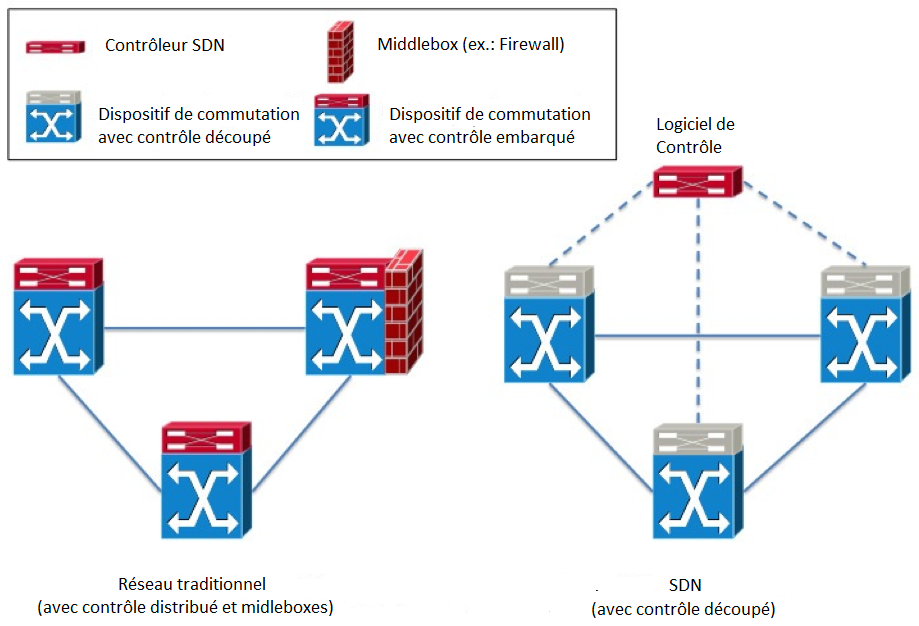 Contrôleur SDN
Middlebox (ex.: Firewall)
Dispositif de commutation
avec contrôle découpé
Dispositif de commutation
avec contrôle embarqué
Logiciel de
Contrôle
Réseau traditionnel
(avec contrôle distribué et midleboxes)
SDN
(avec contrôle découpé)